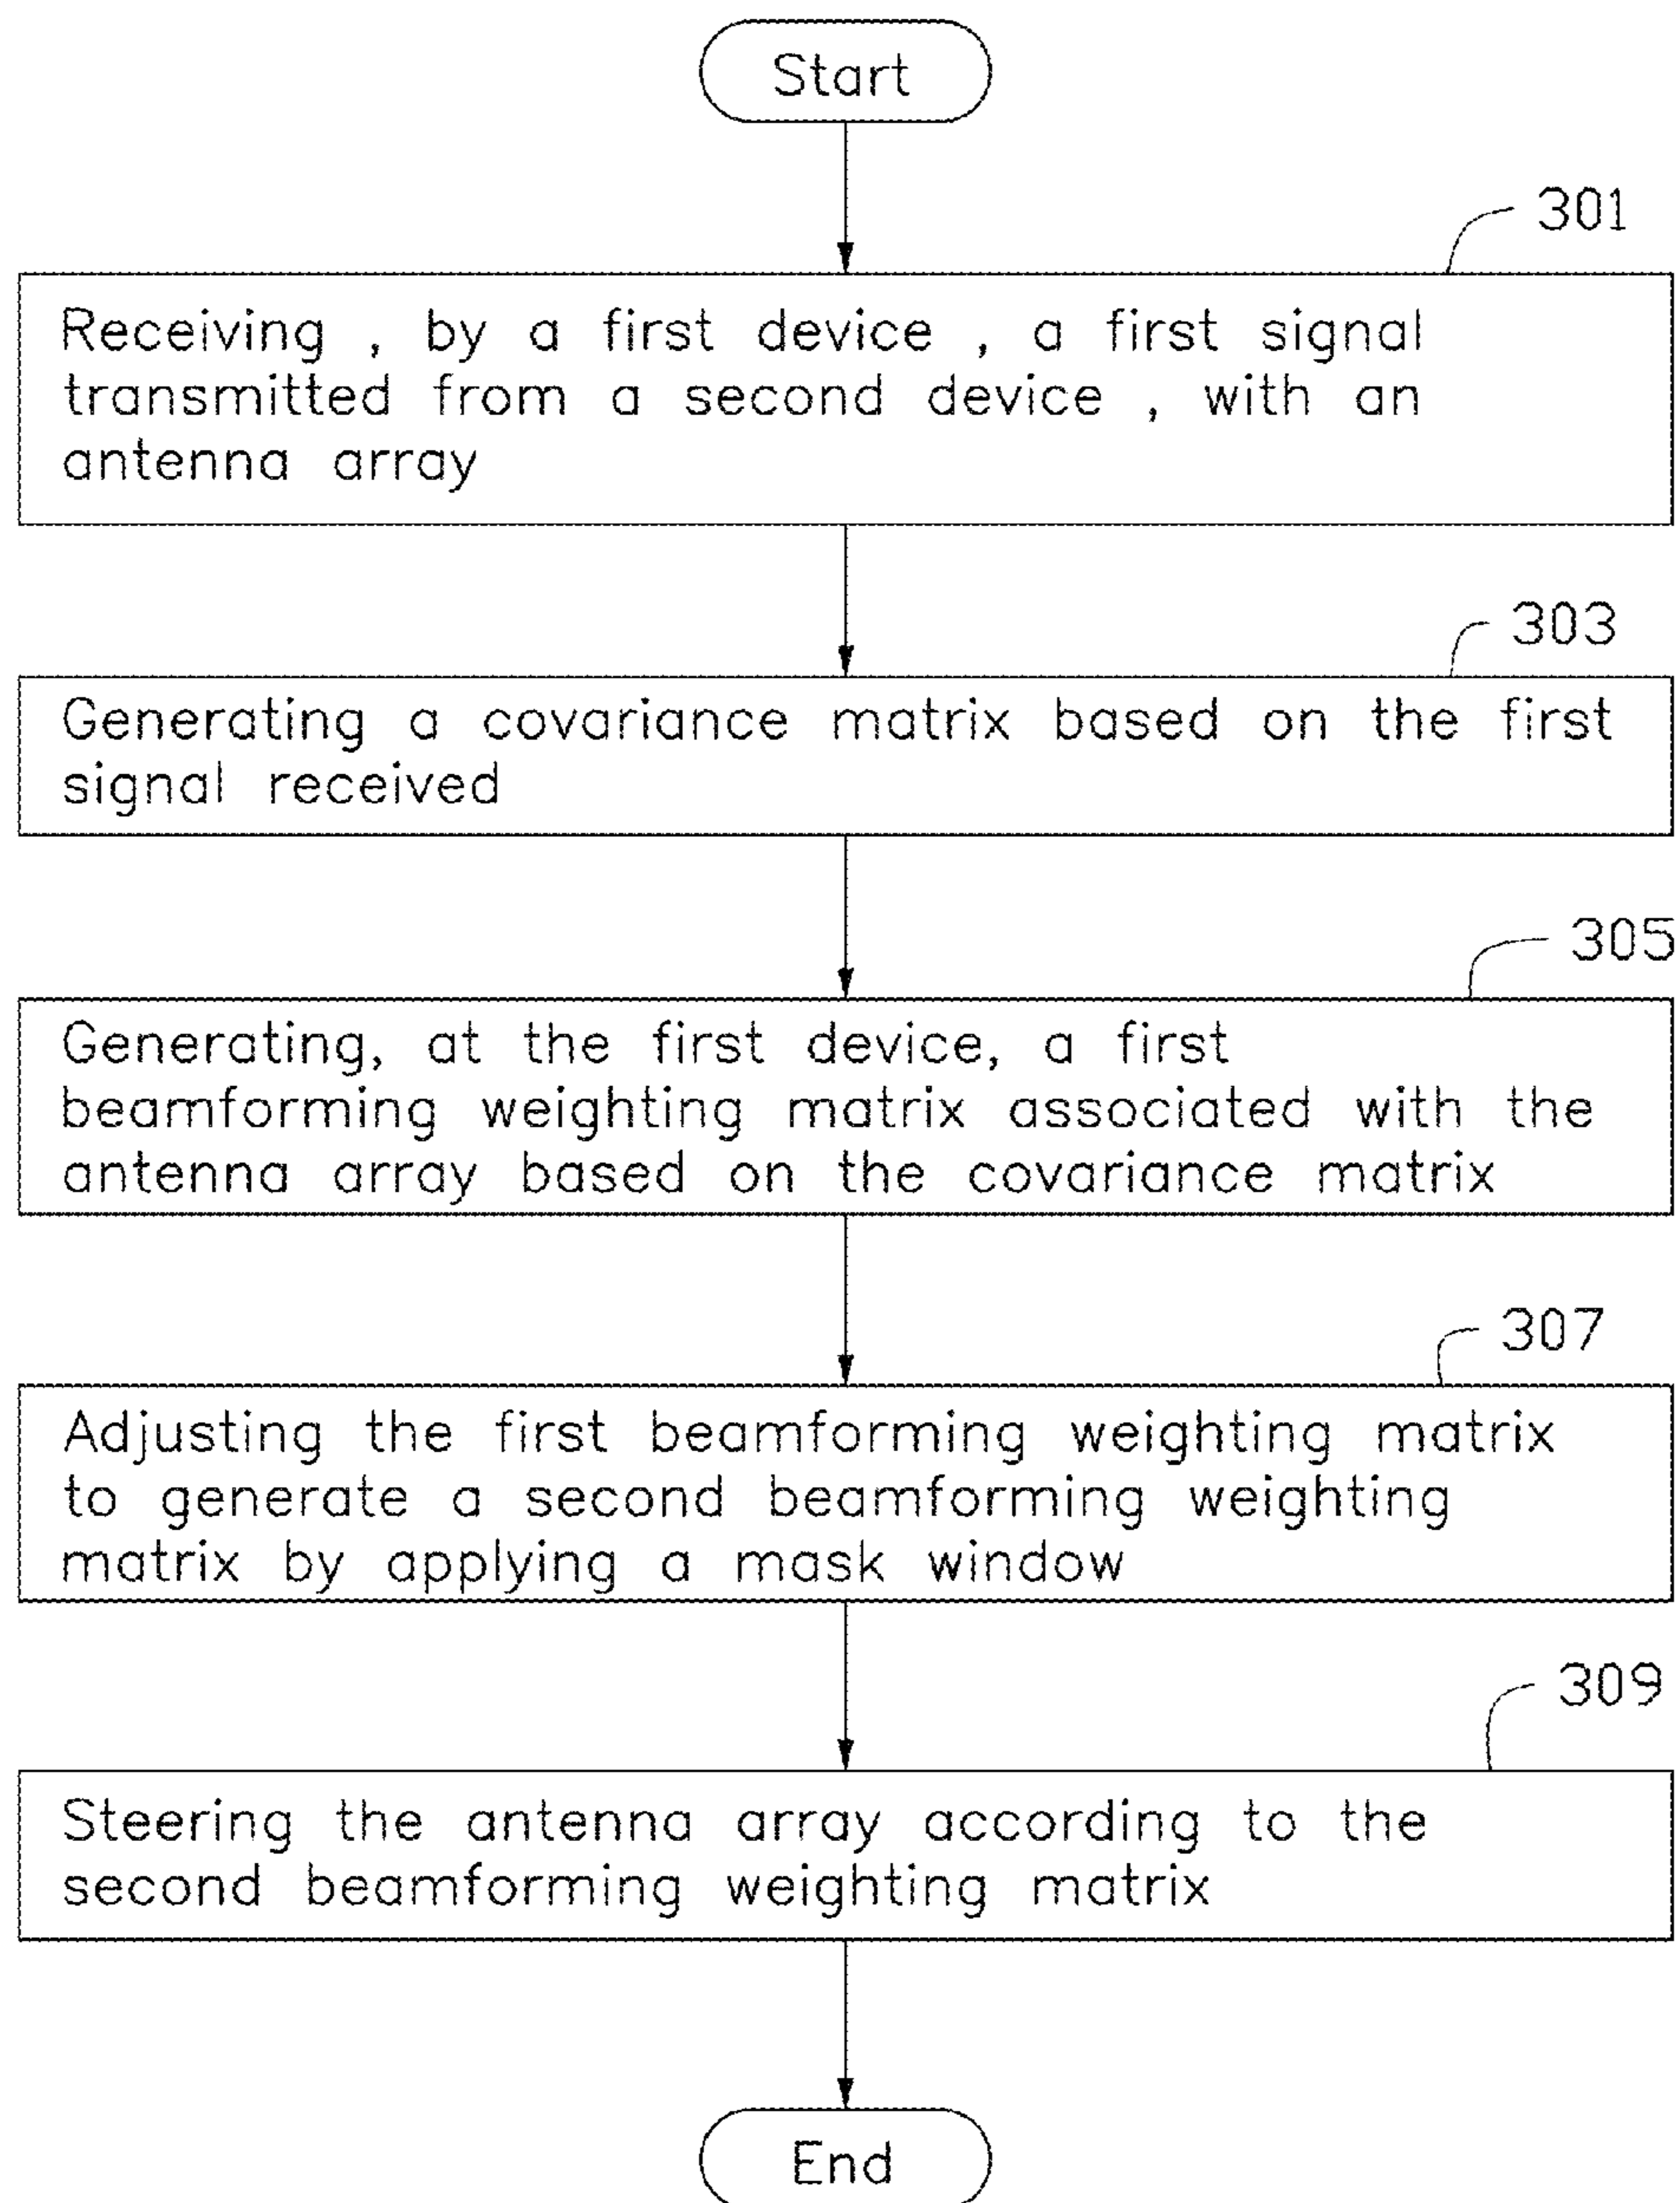 Start
301
Receiving , by a first device , a first signal
transmitted from a second device , with an
antenna array
303
Generating a covariance matrix based on the first
signal received
305
Generating, at the first device, a first
beamforming weighting matrix associated with the
antenna array based on the covariance matrix
307
Adjusting the first beamforming weighting matrix
to generate a second beamforming weighting
matrix by applying a mask window
309
Steering the antenna array according to the
second beamforming weighting matrix
End